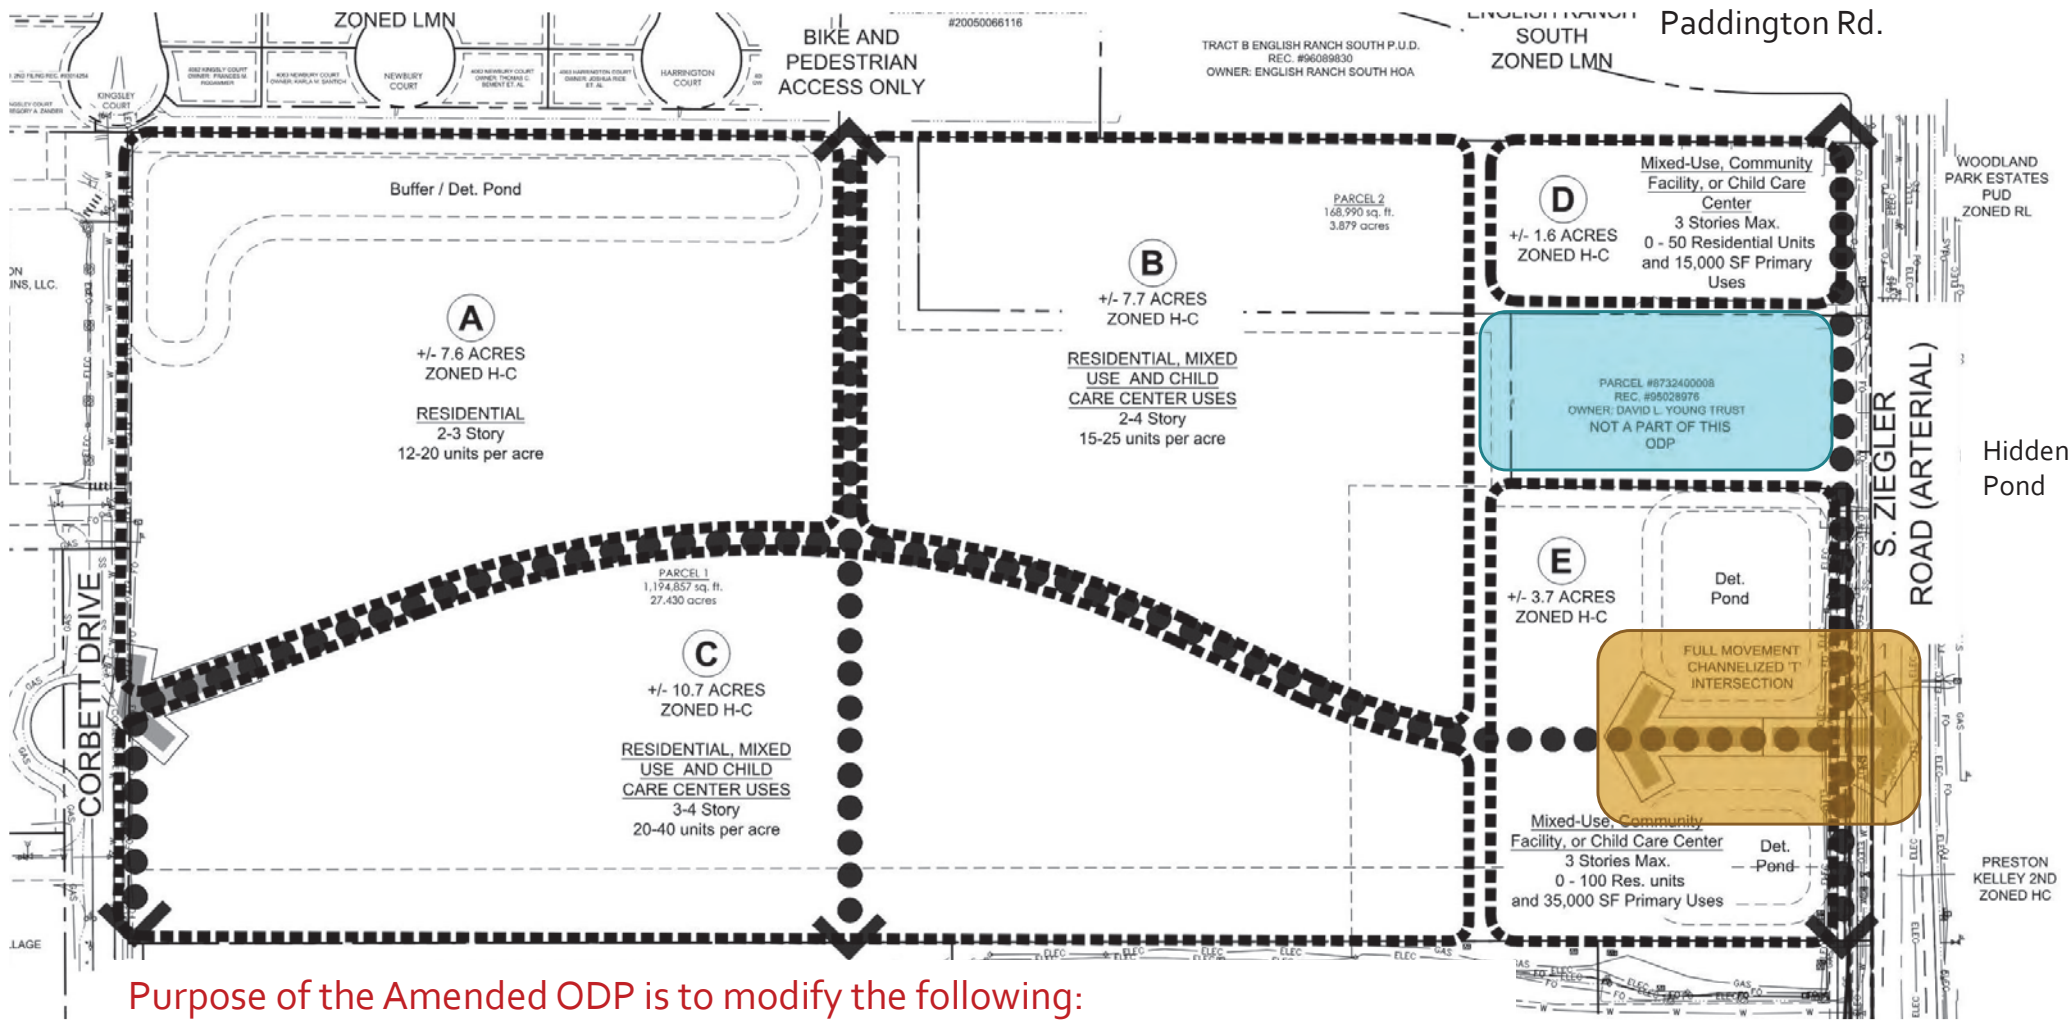 ZONED LMN
BIKE AND
PEDESTRIAN
ACCESS ONLY
#20050066116
TRACT B ENGLISH RANCH SOUTH P.U.D.
REC. #96089830
OWNER: ENGLISH RANCH SOUTH HOA
ENGLISH RANCH
SOUTH
ZONED LMN
Paddington Rd.
KINGSLEY
COURT
NEWBURY
COURT
HARRINGTON
COURT
WOODLAND
PARK ESTATES
PUD
ZONED RL
Buffer / Det. Pond
A
+/- 7.6 ACRES
ZONED H-C
RESIDENTIAL
2-3 Story
12-20 units per acre
B
+/- 7.7 ACRES
ZONED H-C
RESIDENTIAL, MIXED
USE AND CHILD
CARE CENTER USES
2-4 Story
15-25 units per acre
PARCEL 2
168,990 sq. ft.
3.879 acres
D
+/- 1.6 ACRES
ZONED H-C
Mixed-Use, Community
Facility, or Child Care
Center
3 Stories Max.
0 - 50 Residential Units
and 15,000 SF Primary
Uses
PARCEL #8732400008
REC. #95028976
OWNER: DAVID L. YOUNG TRUST
NOT A PART OF THIS
ODP
S. ZIEGLER
ROAD (ARTERIAL)
Hidden
Pond
CORBETT DRIVE
PARCEL 1
1,194,857 sq. ft.
27.430 acres
C
+/- 10.7 ACRES
ZONED H-C
RESIDENTIAL, MIXED
USE AND CHILD
CARE CENTER USES
3-4 Story
20-40 units per acre
E
+/- 3.7 ACRES
ZONED H-C
Det.
Pond
FULL MOVEMENT
CHANNELIZED 'T'
INTERSECTION
Mixed-Use, Community
Facility, or Child Care Center
3 Stories Max.
0 - 100 Res. units
and 35,000 SF Primary Uses
Det.
Pond
PRESTON
KELLEY 2ND
ZONED HC
Purpose of the Amended ODP is to modify the following: